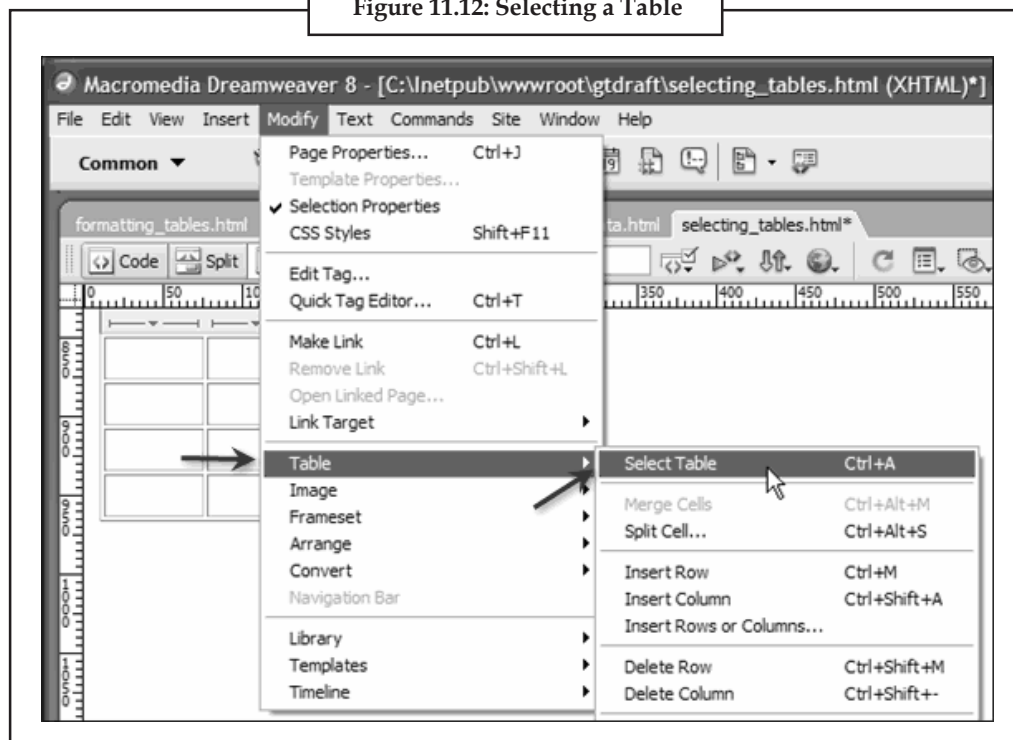 Figure 11.12: Selecting a Table
Macromedia Dreamweaver 8 - [C:\Inetpub\wwwroot\gtdraft\selecting_tables.html (XHTML)*]
File Edit View Insert Modify Text Commands Site Window Help
Common
formatting_tables.html
ta.html
selecting_tables.html*
Code Split
0 50 10
350 400 450 500 550
850
900
950
1000
1050
Page Properties... Ctrl+J
Template Properties...
Selection Properties
CSS Styles Shift+F11
Edit Tag...
Quick Tag Editor... Ctrl+T
Make Link Ctrl+L
Remove Link Ctrl+Shift+L
Open Linked Page...
Link Target
Table
Image
Frameset
Arrange
Convert
Navigation Bar
Library
Templates
Timeline
Select Table Ctrl+A
Merge Cells Ctrl+Alt+M
Split Cell... Ctrl+Alt+S
Insert Row Ctrl+M
Insert Column Ctrl+Shift+A
Insert Rows or Columns...
Delete Row Ctrl+Shift+M
Delete Column Ctrl+Shift+-